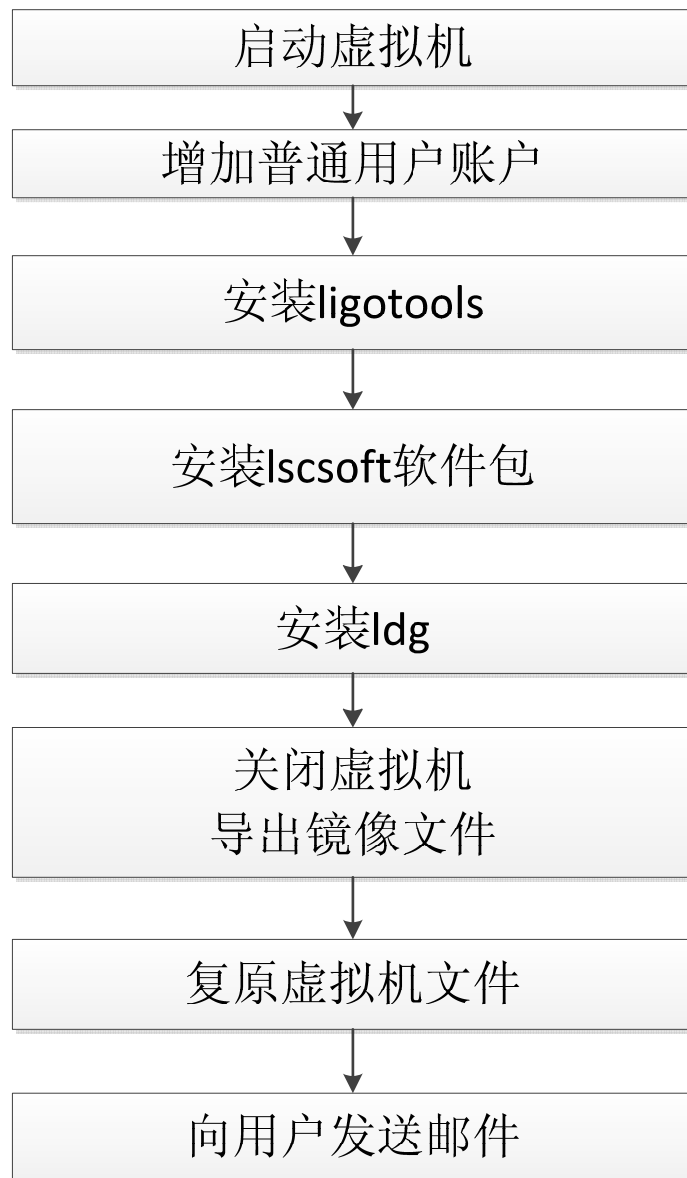 启动虚拟机
增加普通用户账户
安装ligotools
安装lscsoft软件包
安装ldg
关闭虚拟机
导出镜像文件
复原虚拟机文件
向用户发送邮件